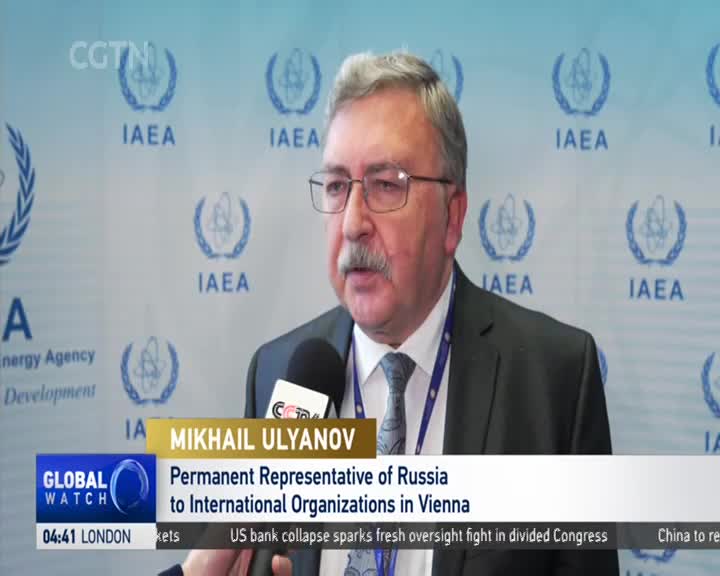 CGTN
IAEA
IAEA
IAEA
IAEA
IAEA
IAEA
IAEA
A
Energy Agency
Development
MIKHAIL ULYANOV
Permanent Representative of Russia
to International Organizations in Vienna
GLOBAL
WATCH
04:41 LONDON
kets US bank collapse sparks fresh oversight fight in divided Congress China to re